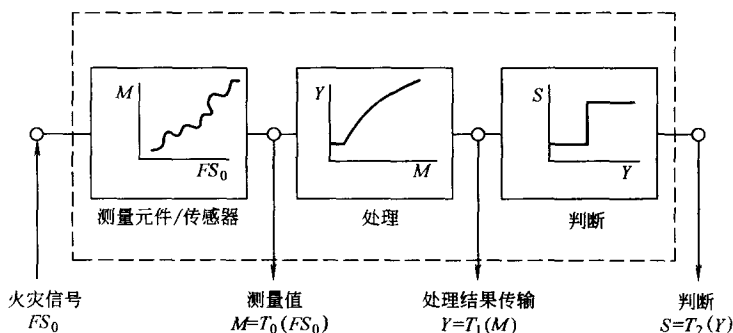 M
FS₀
Y
M
S
Y
测量元件/传感器
处理
判断
火灾信号
FS₀
测量值
M=T₀(FS₀)
处理结果传输
Y=T₁(M)
判断
S=T₂(Y)